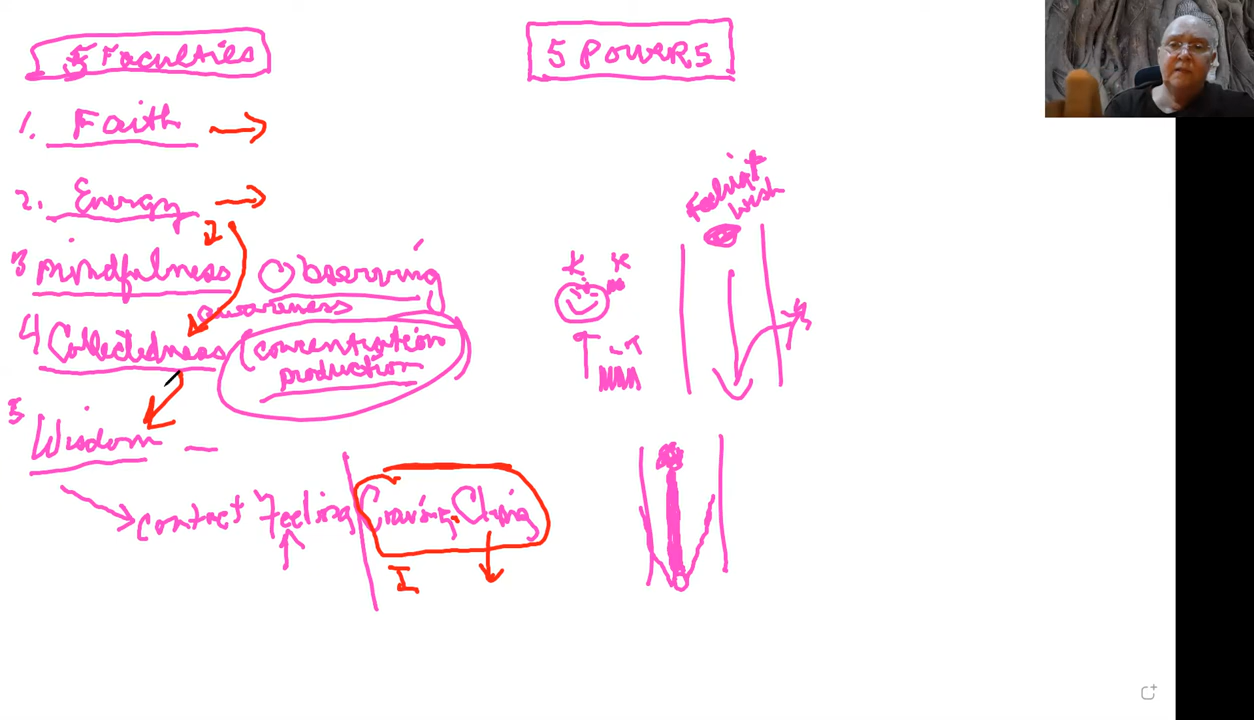 5 Faculties
5 POWERS
1. Faith
2. Energy
3 Mindfulness
Observing
awareness
4 Collectedness
(concentration
production
5
Wisdom
contact Feeling Craving Cling
I
Feeling +
wish
K K